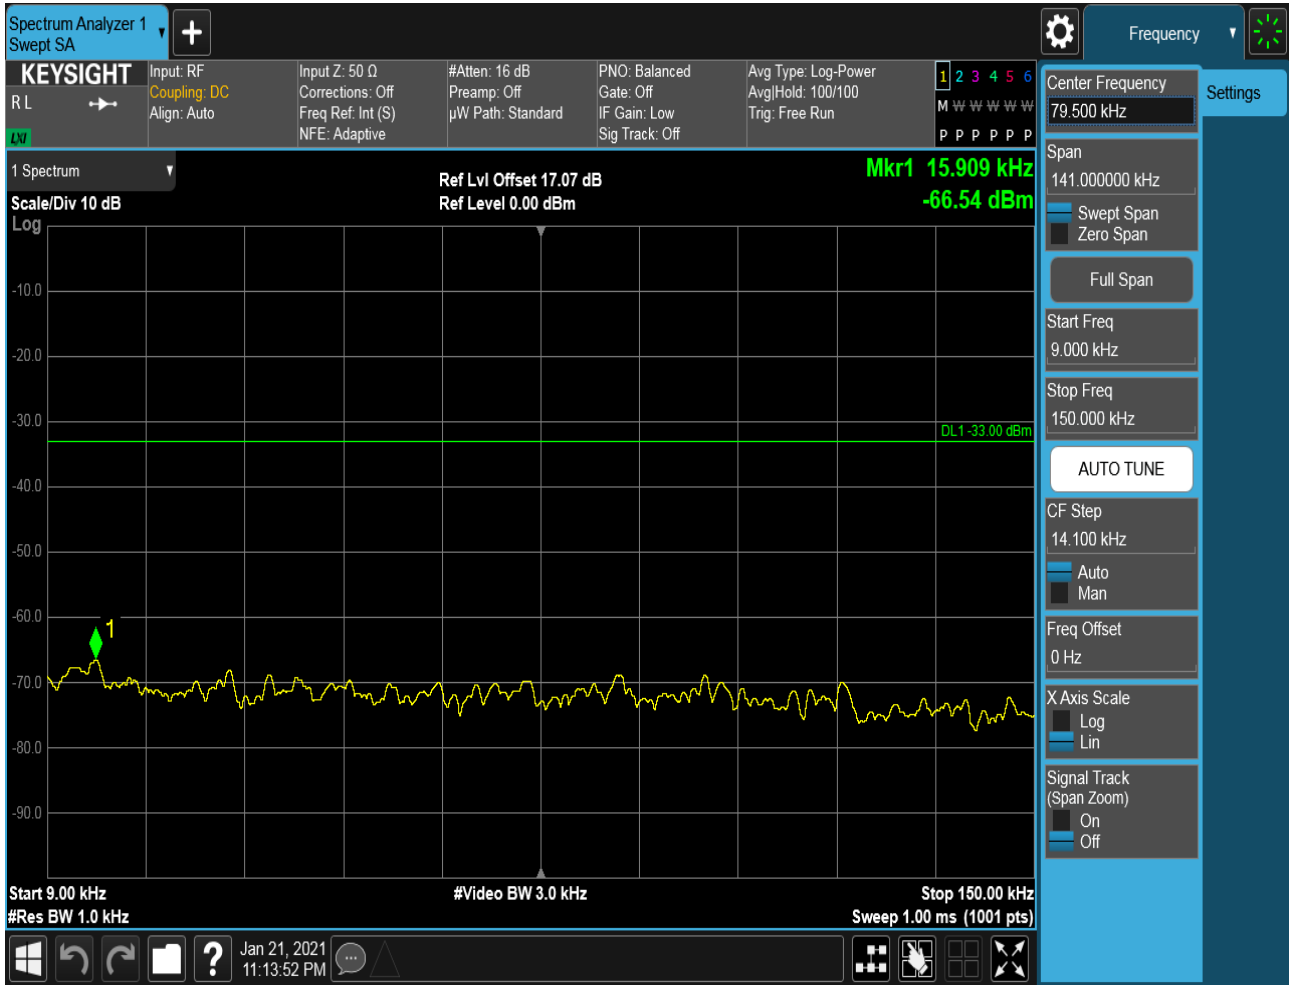 Spectrum Analyzer 1
Swept SA
Frequency
KEYSIGHT
R L
LXI
Input: RF
Coupling: DC
Align: Auto
Input Z: 50 Ω
Corrections: Off
Freq Ref: Int (S)
NFE: Adaptive
#Atten: 16 dB
Preamp: Off
µW Path: Standard
PNO: Balanced
Gate: Off
IF Gain: Low
Sig Track: Off
Avg Type: Log-Power
Avg|Hold: 100/100
Trig: Free Run
1 2 3 4 5 6
M W W W W W
P P P P P P
1 Spectrum
Scale/Div 10 dB
Log
Ref Lvl Offset 17.07 dB
Ref Level 0.00 dBm
Mkr1 15.909 kHz
-66.54 dBm
-10.0
-20.0
-30.0
DL1 -33.00 dBm
-40.0
-50.0
-60.0
1
-70.0
-80.0
-90.0
Start 9.00 kHz
#Res BW 1.0 kHz
#Video BW 3.0 kHz
Stop 150.00 kHz
Sweep 1.00 ms (1001 pts)
Jan 21, 2021
11:13:52 PM
Center Frequency
79.500 kHz
Settings
Span
141.000000 kHz
Swept Span
Zero Span
Full Span
Start Freq
9.000 kHz
Stop Freq
150.000 kHz
AUTO TUNE
CF Step
14.100 kHz
Auto
Man
Freq Offset
0 Hz
X Axis Scale
Log
Lin
Signal Track
(Span Zoom)
On
Off